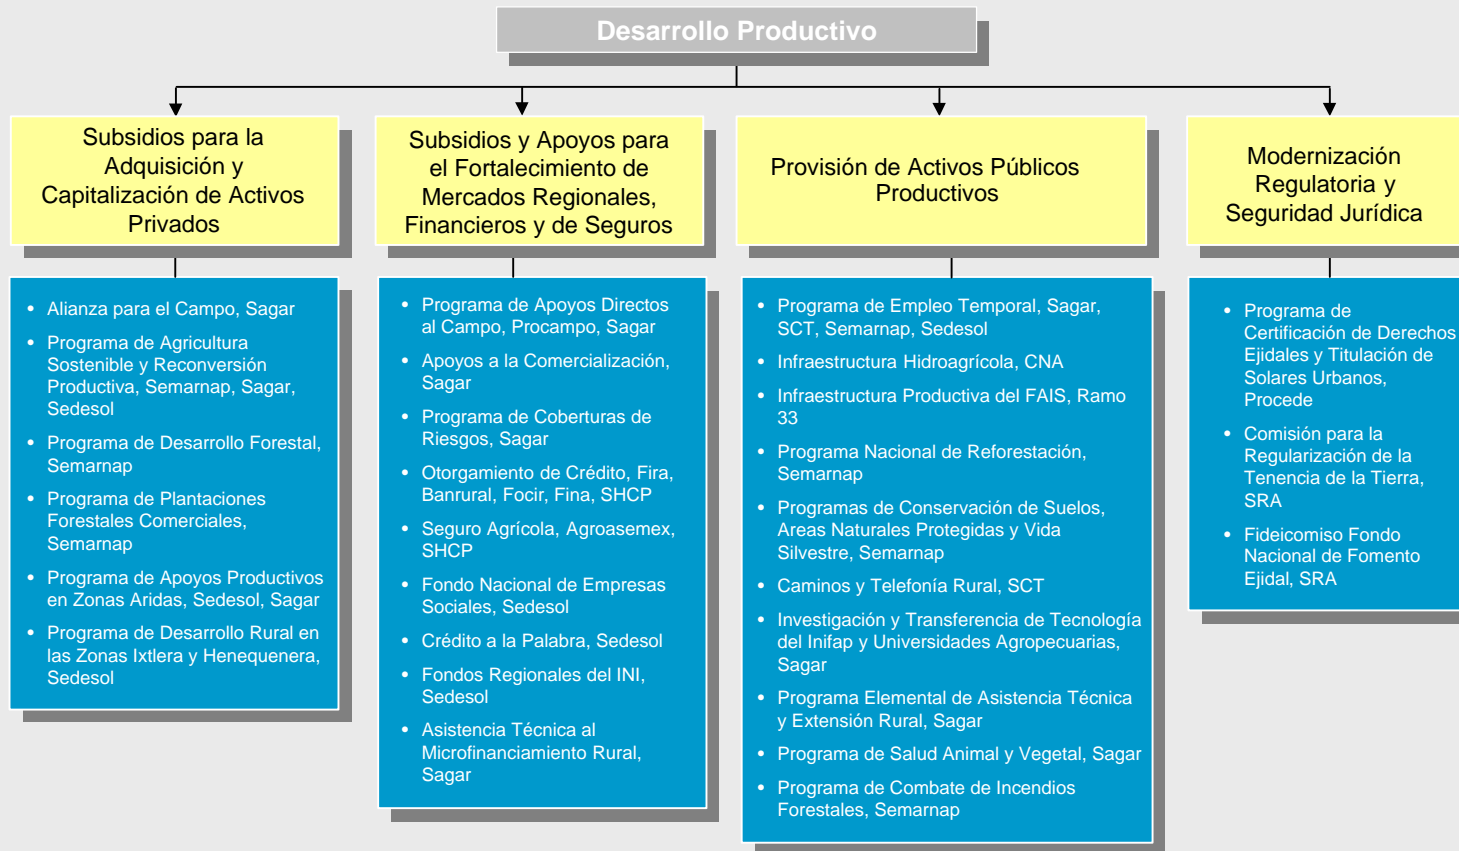 Desarrollo Productivo
Subsidios para la
Adquisición y
Capitalización de Activos
Privados
• Alianza para el Campo, Sagar
• Programa de Agricultura
Sostenible y Reconversión
Productiva, Semarnap, Sagar,
Sedesol
• Programa de Desarrollo Forestal,
Semarnap
• Programa de Plantaciones
Forestales Comerciales,
Semarnap
• Programa de Apoyos Productivos
en Zonas Aridas, Sedesol, Sagar
• Programa de Desarrollo Rural en
las Zonas Ixtlera y Henequenera,
Sedesol
Subsidios y Apoyos para
el Fortalecimiento de
Mercados Regionales,
Financieros y de Seguros
• Programa de Apoyos Directos
al Campo, Procampo, Sagar
• Apoyos a la Comercialización,
Sagar
• Programa de Coberturas de
Riesgos, Sagar
• Otorgamiento de Crédito, Fira,
Banrural, Focir, Fina, SHCP
• Seguro Agrícola, Agroasemex,
SHCP
• Fondo Nacional de Empresas
Sociales, Sedesol
• Crédito a la Palabra, Sedesol
• Fondos Regionales del INI,
Sedesol
• Asistencia Técnica al
Microfinanciamiento Rural,
Sagar
Provisión de Activos Públicos
Productivos
• Programa de Empleo Temporal, Sagar,
SCT, Semarnap, Sedesol
• Infraestructura Hidroagrícola, CNA
• Infraestructura Productiva del FAIS, Ramo
33
• Programa Nacional de Reforestación,
Semarnap
• Programas de Conservación de Suelos,
Areas Naturales Protegidas y Vida
Silvestre, Semarnap
• Caminos y Telefonía Rural, SCT
• Investigación y Transferencia de Tecnología
del Inifap y Universidades Agropecuarias,
Sagar
• Programa Elemental de Asistencia Técnica
y Extensión Rural, Sagar
• Programa de Salud Animal y Vegetal, Sagar
• Programa de Combate de Incendios
Forestales, Semarnap
Modernización
Regulatoria y
Seguridad Jurídica
• Programa de
Certificación de Derechos
Ejidales y Titulación de
Solares Urbanos,
Procede
• Comisión para la
Regularización de la
Tenencia de la Tierra,
SRA
• Fideicomiso Fondo
Nacional de Fomento
Ejidal, SRA